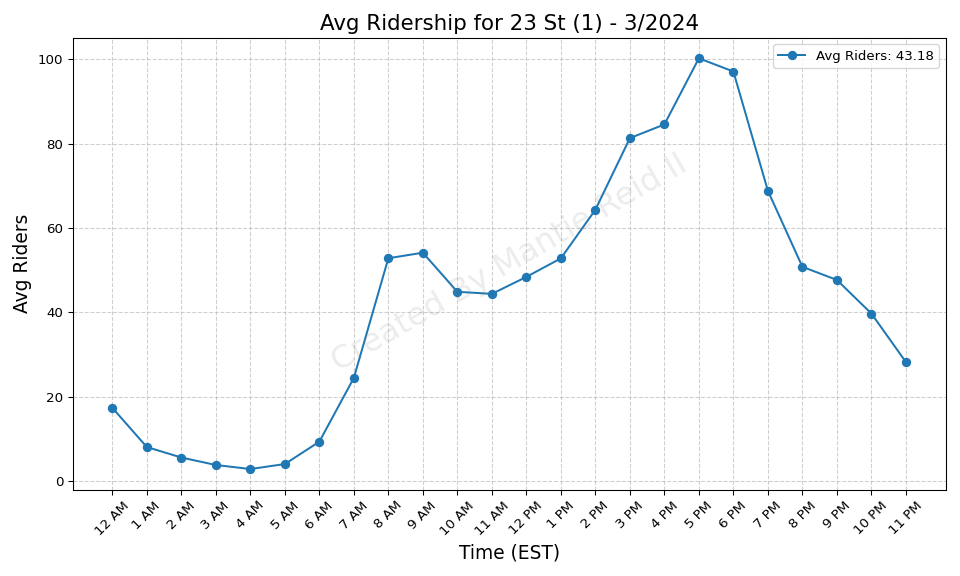 Avg Ridership for 23 St (1) - 3/2024
Avg Riders: 43.18
Avg Riders
100
80
60
40
20
0
Created By Mantie Reid II
12 AM
1 AM
2 AM
3 AM
4 AM
5 AM
6 AM
7 AM
8 AM
9 AM
10 AM
11 AM
12 PM
1 PM
2 PM
3 PM
4 PM
5 PM
6 PM
7 PM
8 PM
9 PM
10 PM
11 PM
Time (EST)